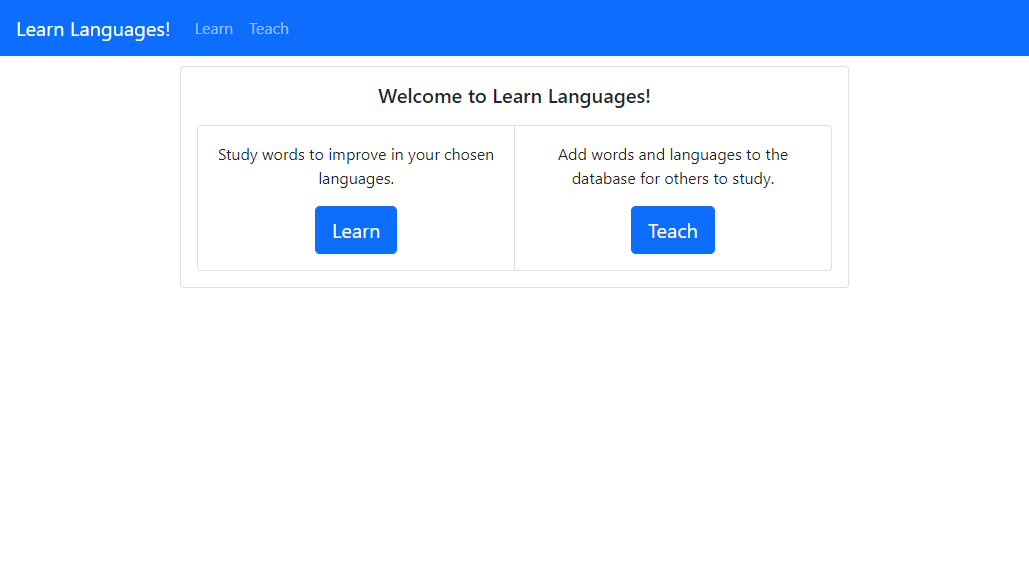 Learn Languages! Learn Teach
Welcome to Learn Languages!
Study words to improve in your chosen
languages.
Learn
Add words and languages to the
database for others to study.
Teach